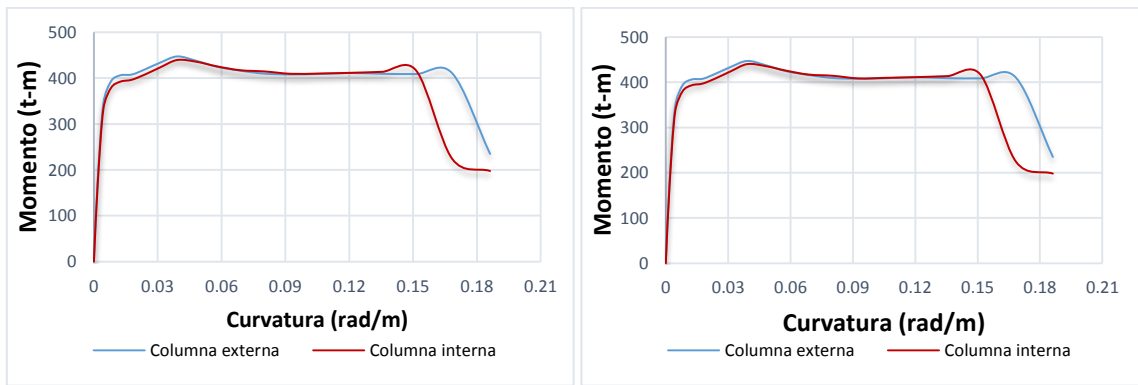 Momento (t-m)
500
400
300
200
100
0
0 0.03 0.06 0.09 0.12 0.15 0.18 0.21
Curvatura (rad/m)
Columna externa Columna interna
Momento (t-m)
500
400
300
200
100
0
0 0.03 0.06 0.09 0.12 0.15 0.18 0.21
Curvatura (rad/m)
Columna externa Columna interna